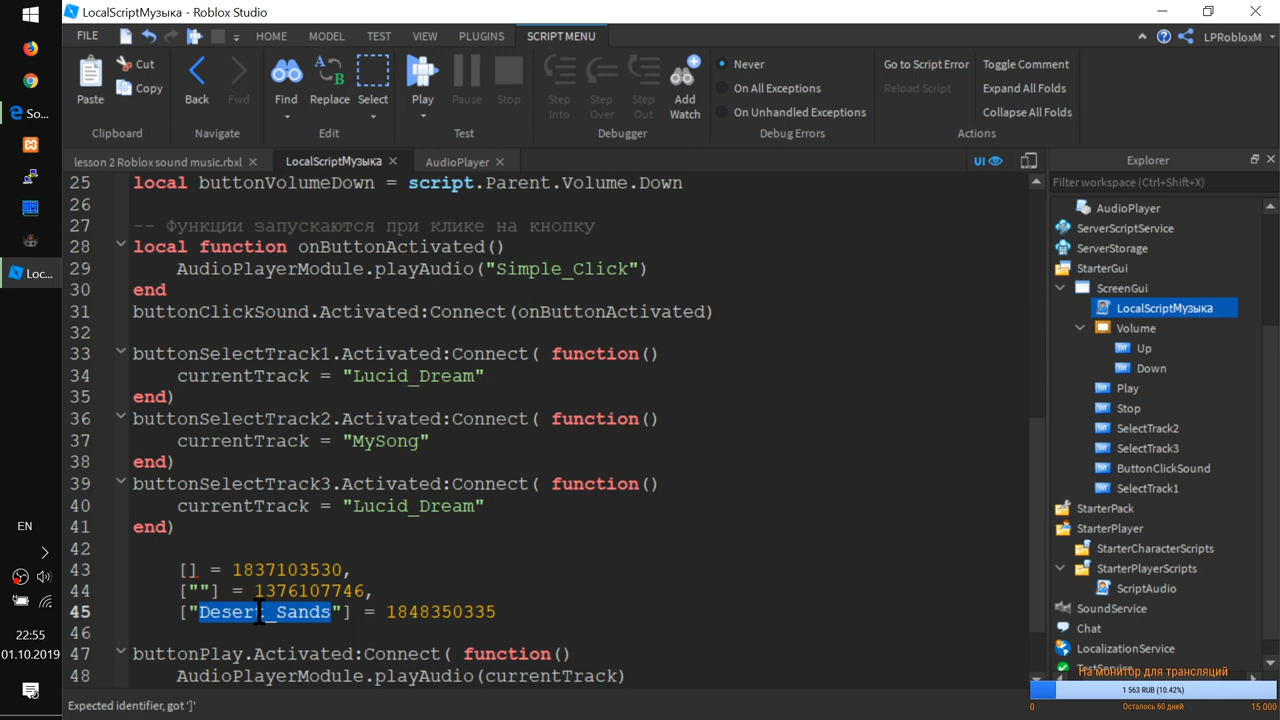 LocalScriptМузыка - Roblox Studio
FILE HOME MODEL TEST VIEW PLUGINS SCRIPT MENU LPRobloxM
Paste Cut Copy Back Fwd Find Replace Select Play Pause Stop Step Into Step Over Step Out Add Watch
Never
On All Exceptions
On Unhandled Exceptions
Go to Script Error
Reload Script
Toggle Comment
Expand All Folds
Collapse All Folds
Clipboard Navigate Edit Test Debugger Debug Errors Actions
lesson 2 Roblox sound music.rbxl LocalScriptМузыка AudioPlayer UI Explorer
25 local buttonVolumeDown = script.Parent.Volume.Down
26
27 -- Функции запускаются при клике на кнопку
28 local function onButtonActivated()
29 AudioPlayerModule.playAudio("Simple_Click")
30 end
31 buttonClickSound.Activated:Connect(onButtonActivated)
32
33 buttonSelectTrack1.Activated:Connect( function()
34 currentTrack = "Lucid_Dream"
35 end)
36 buttonSelectTrack2.Activated:Connect( function()
37 currentTrack = "MySong"
38 end)
39 buttonSelectTrack3.Activated:Connect( function()
40 currentTrack = "Lucid_Dream"
41 end)
42
43 [] = 1837103530,
44 [""] = 1376107746,
45 ["Desert_Sands"] = 1848350335
46
47 buttonPlay.Activated:Connect( function()
48 AudioPlayerModule.playAudio(currentTrack)
Expected identifier, got ']'
Filter workspace (Ctrl+Shift+X)
AudioPlayer
ServerScriptService
ServerStorage
StarterGui
ScreenGui
LocalScriptМузыка
Volume
Up
Down
Play
Stop
SelectTrack2
SelectTrack3
ButtonClickSound
SelectTrack1
StarterPack
StarterPlayer
StarterCharacterScripts
StarterPlayerScripts
ScriptAudio
SoundService
Chat
LocalizationService
TestService
На монитор для трансляций
1 563 RUB (10.42%)
0 Осталось 60 дней 15 000
So...
Loc...
EN
22:55
01.10.2019